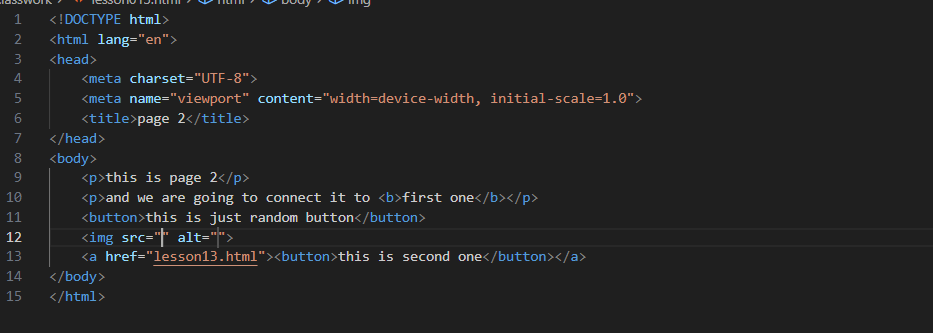 html body img
1 <!DOCTYPE html>
2 <html lang="en">
3 <head>
4 <meta charset="UTF-8">
5 <meta name="viewport" content="width=device-width, initial-scale=1.0">
6 <title>page 2</title>
7 </head>
8 <body>
9 <p>this is page 2</p>
10 <p>and we are going to connect it to <b>first one</b></p>
11 <button>this is just random button</button>
12 <img src="" alt="">
13 <a href="lesson13.html"><button>this is second one</button></a>
14 </body>
15 </html>